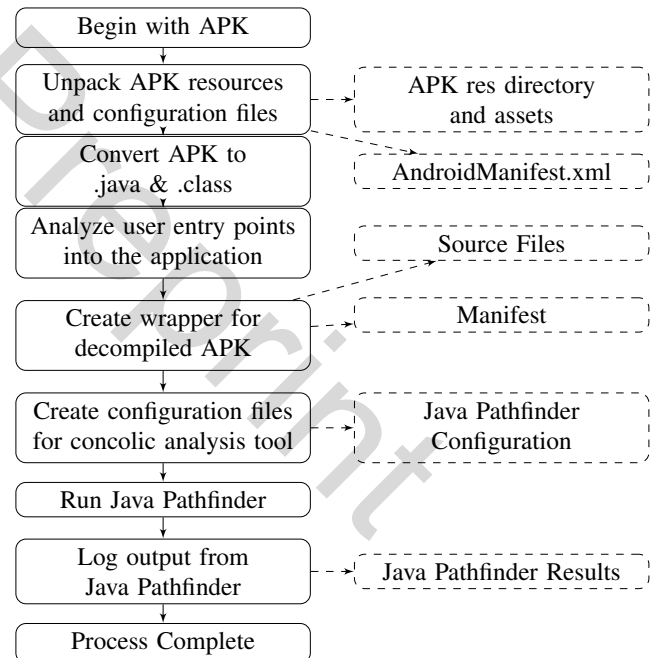 Begin with APK
Unpack APK resources
and configuration files
APK res directory
and assets
AndroidManifest.xml
Convert APK to
.java & .class
Analyze user entry points
into the application
Source Files
Create wrapper for
decompiled APK
Manifest
Create configuration files
for concolic analysis tool
Java Pathfinder
Configuration
Run Java Pathfinder
Log output from
Java Pathfinder
Java Pathfinder Results
Process Complete
Preprint